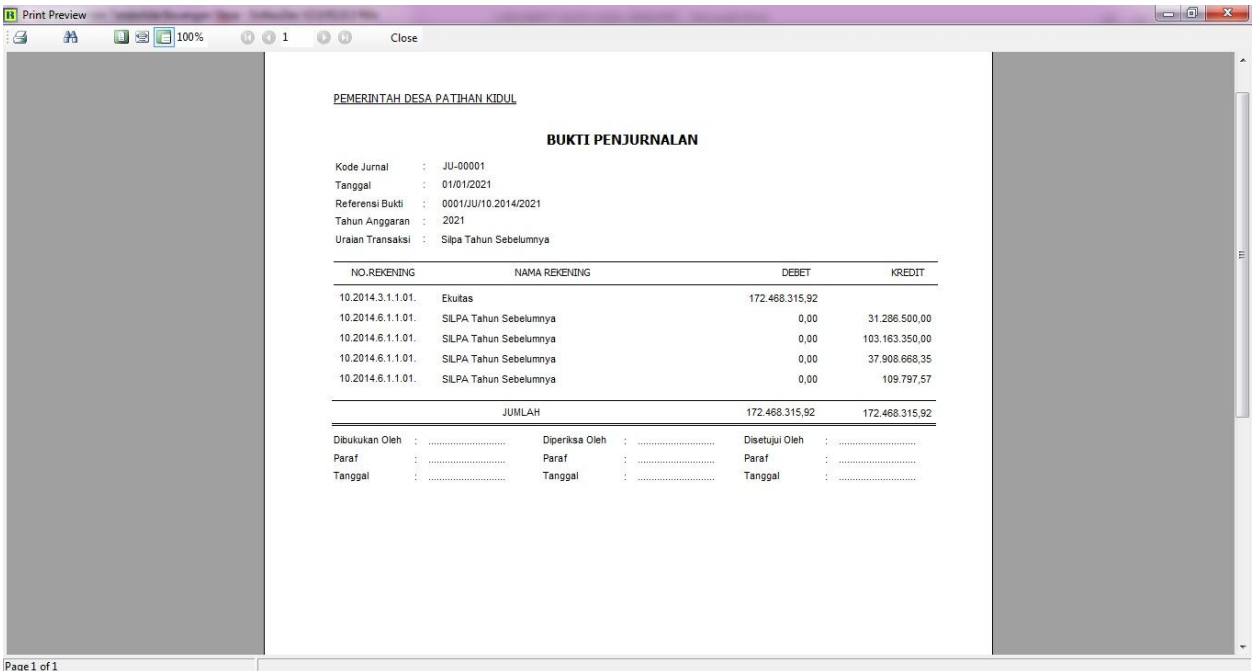 Print Preview
100% 1 Close
PEMERINTAH DESA PATIHAN KIDUL
BUKTI PENJURNALAN
Kode Jurnal : JU-00001
Tanggal : 01/01/2021
Referensi Bukti : 0001/JU/10.2014/2021
Tahun Anggaran : 2021
Uraian Transaksi : Silpa Tahun Sebelumnya
NO.REKENING NAMA REKENING DEBET KREDIT
10.2014.3.1.1.01. Ekuitas 172.468.315,92
10.2014.6.1.1.01. SILPA Tahun Sebelumnya 0,00 31.286.500,00
10.2014.6.1.1.01. SILPA Tahun Sebelumnya 0,00 103.163.350,00
10.2014.6.1.1.01. SILPA Tahun Sebelumnya 0,00 37.908.668,35
10.2014.6.1.1.01. SILPA Tahun Sebelumnya 0,00 109.797,57
JUMLAH 172.468.315,92 172.468.315,92
Dibukukan Oleh : ........................... Diperiksa Oleh : ........................... Disetujui Oleh : ...........................
Paraf : ........................... Paraf : ........................... Paraf : ...........................
Tanggal : ........................... Tanggal : ........................... Tanggal : ...........................
Page 1 of 1